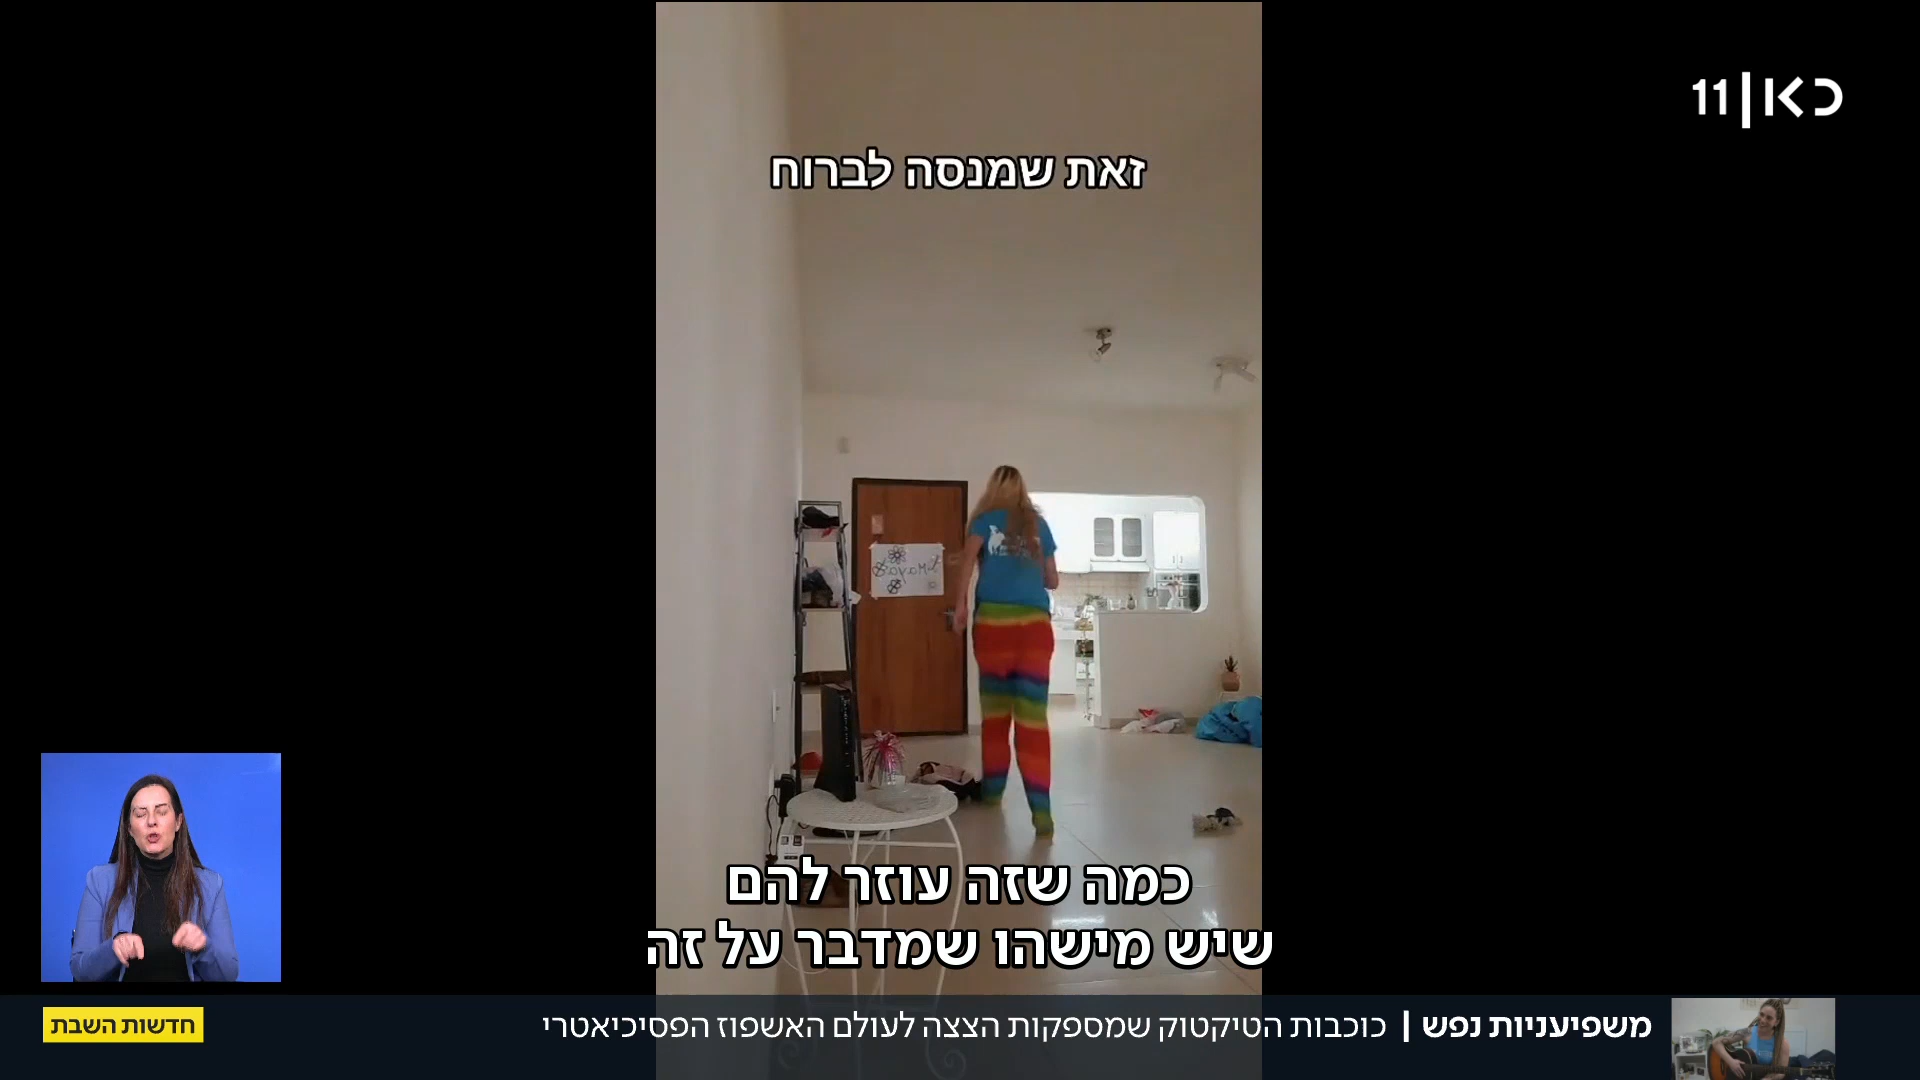 כאן 11
זאת שמנסה לברוח
כמה שזה עוזר להם
שיש מישהו שמדבר על זה
משפיעניות נפש | כוכבות הטיקטוק שמספקות הצצה לעולם האשפוז הפסיכיאטרי
חדשות השבת